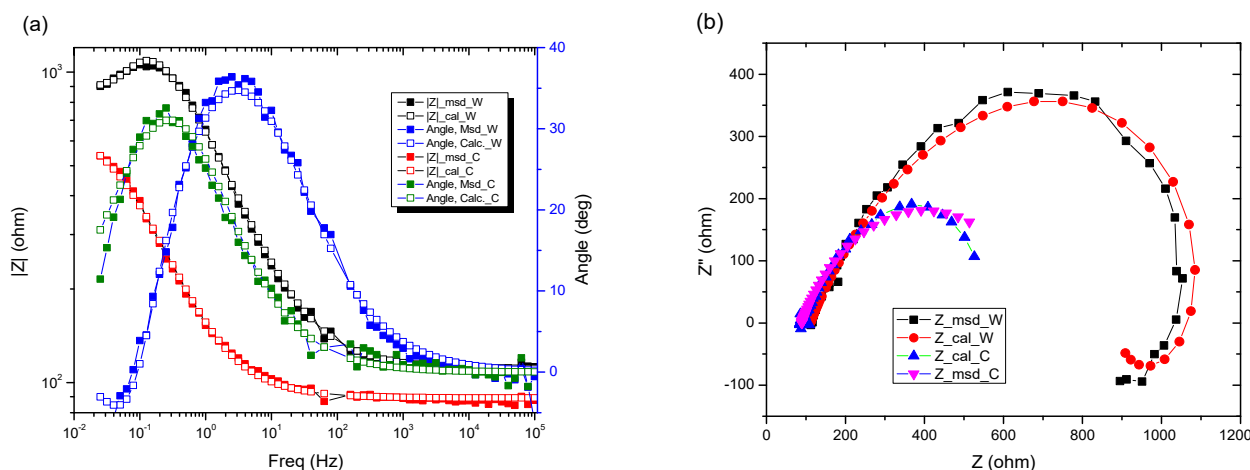 (a)
10³
10²
|Z| (ohm)
10⁻² 10⁻¹ 10⁰ 10¹ 10² 10³ 10⁴ 10⁵
Freq (Hz)
40
30
20
10
0
Angle (deg)
|Z|_msd_W
|Z|_cal_W
Angle, Msd_W
Angle, Calc._W
|Z|_msd_C
|Z|_cal_C
Angle, Msd_C
Angle, Calc._C
(b)
400
300
200
100
0
-100
Z" (ohm)
0 200 400 600 800 1000 1200
Z (ohm)
Z_msd_W
Z_cal_W
Z_cal_C
Z_msd_C